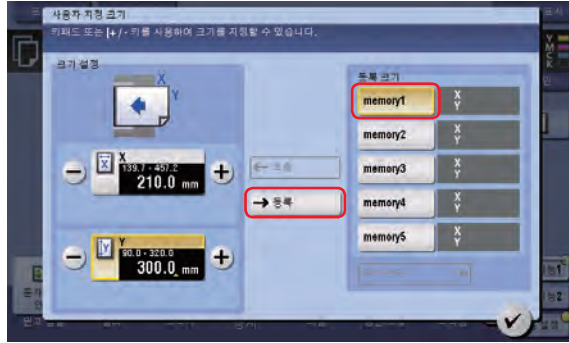 사용자 지정 크기
키패드 또는 [+/-]키를 사용하여 크기를 지정할 수 있습니다.
크기 설정
X
Y
X
139.7 - 457.2
210.0 mm
Y
90.0 - 320.0
300.0 mm
호출
등록
등록 크기
memory1 X Y
memory2 X Y
memory3 X Y
memory4 X Y
memory5 X Y
Y
M
C
K